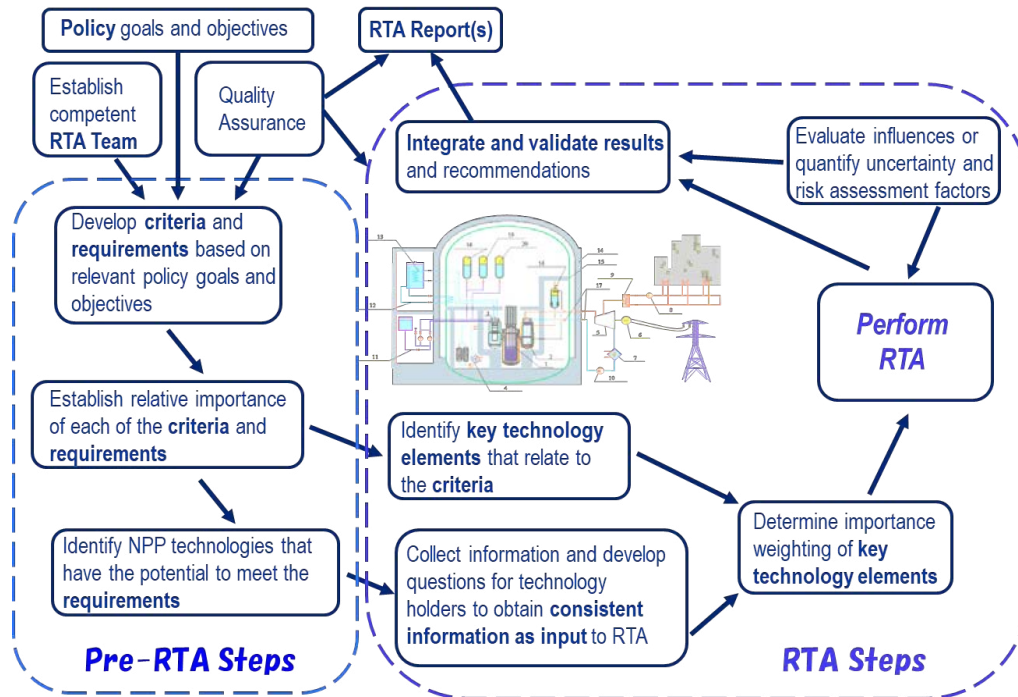 Policy goals and objectives
RTA Report(s)
Establish
competent
RTA Team
Quality
Assurance
Integrate and validate results
and recommendations
Evaluate influences or
quantify uncertainty and
risk assessment factors
Develop criteria and
requirements based on
relevant policy goals and
objectives
Perform
RTA
Establish relative importance
of each of the criteria and
requirements
Identify key technology
elements that relate to
the criteria
Identify NPP technologies that
have the potential to meet the
requirements
Collect information and develop
questions for technology
holders to obtain consistent
information as input to RTA
Determine importance
weighting of key
technology elements
Pre-RTA Steps
RTA Steps